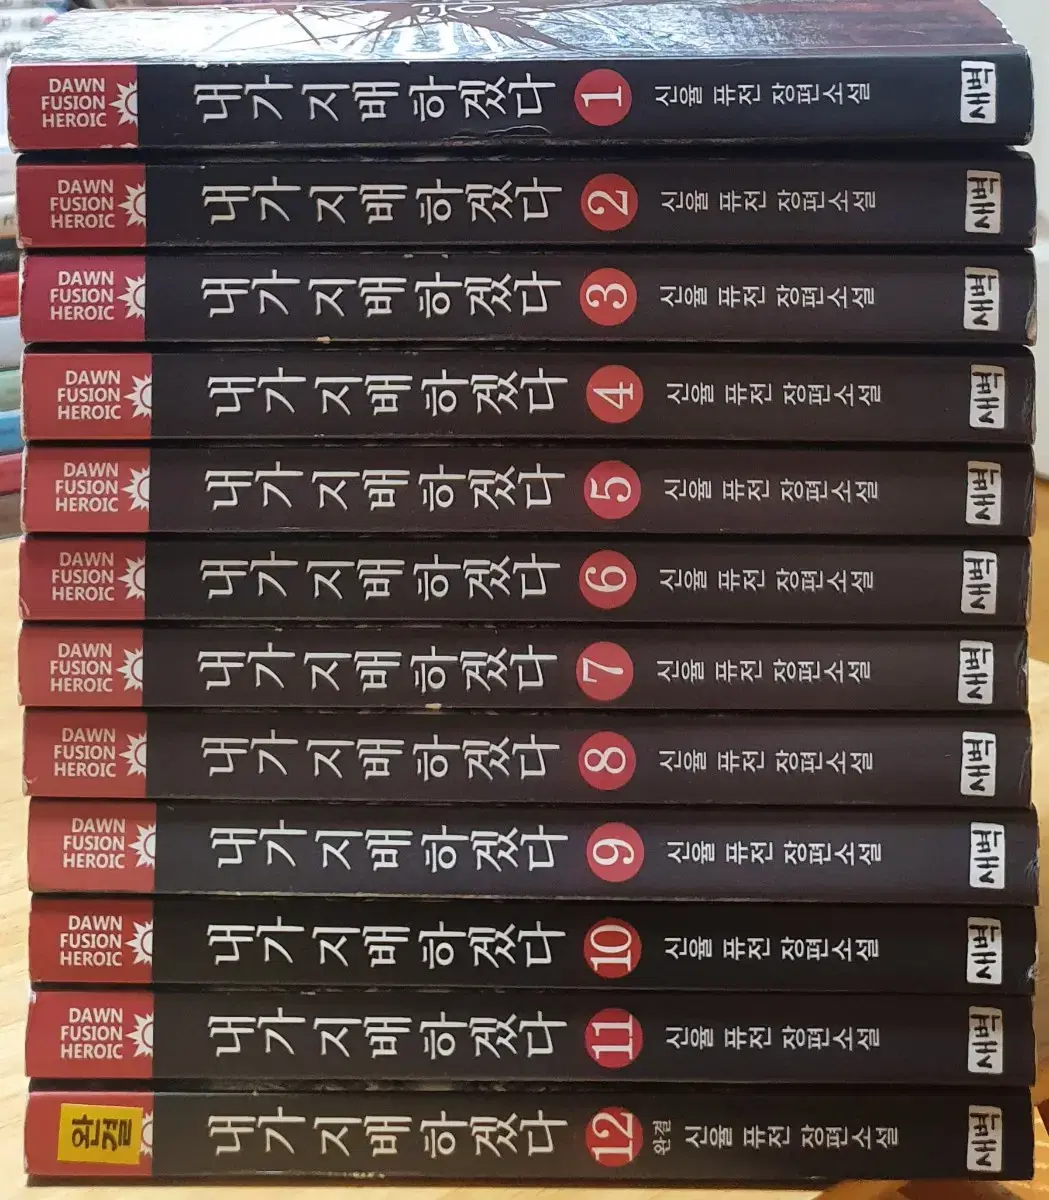 DAWN
FUSION
HEROIC
내가 지배하겠다 1 신울 퓨전 장편소설 새벽
DAWN
FUSION
HEROIC
내가 지배하겠다 2 신울 퓨전 장편소설 새벽
DAWN
FUSION
HEROIC
내가 지배하겠다 3 신울 퓨전 장편소설 새벽
DAWN
FUSION
HEROIC
내가 지배하겠다 4 신울 퓨전 장편소설 새벽
DAWN
FUSION
HEROIC
내가 지배하겠다 5 신울 퓨전 장편소설 새벽
DAWN
FUSION
HEROIC
내가 지배하겠다 6 신울 퓨전 장편소설 새벽
DAWN
FUSION
HEROIC
내가 지배하겠다 7 신울 퓨전 장편소설 새벽
DAWN
FUSION
HEROIC
내가 지배하겠다 8 신울 퓨전 장편소설 새벽
DAWN
FUSION
HEROIC
내가 지배하겠다 9 신울 퓨전 장편소설 새벽
DAWN
FUSION
HEROIC
내가 지배하겠다 10 신울 퓨전 장편소설 새벽
DAWN
FUSION
HEROIC
내가 지배하겠다 11 신울 퓨전 장편소설 새벽
완결
내가 지배하겠다 12 완결 신울 퓨전 장편소설 새벽